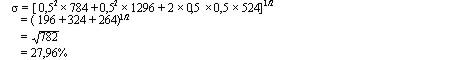 σ = [ 0,5² × 784 + 0,5² × 1296 + 2 × 0,5 × 0,5 × 524]^1/2
= ( 196 + 324 + 264)^1/2
= √782
= 27,96%